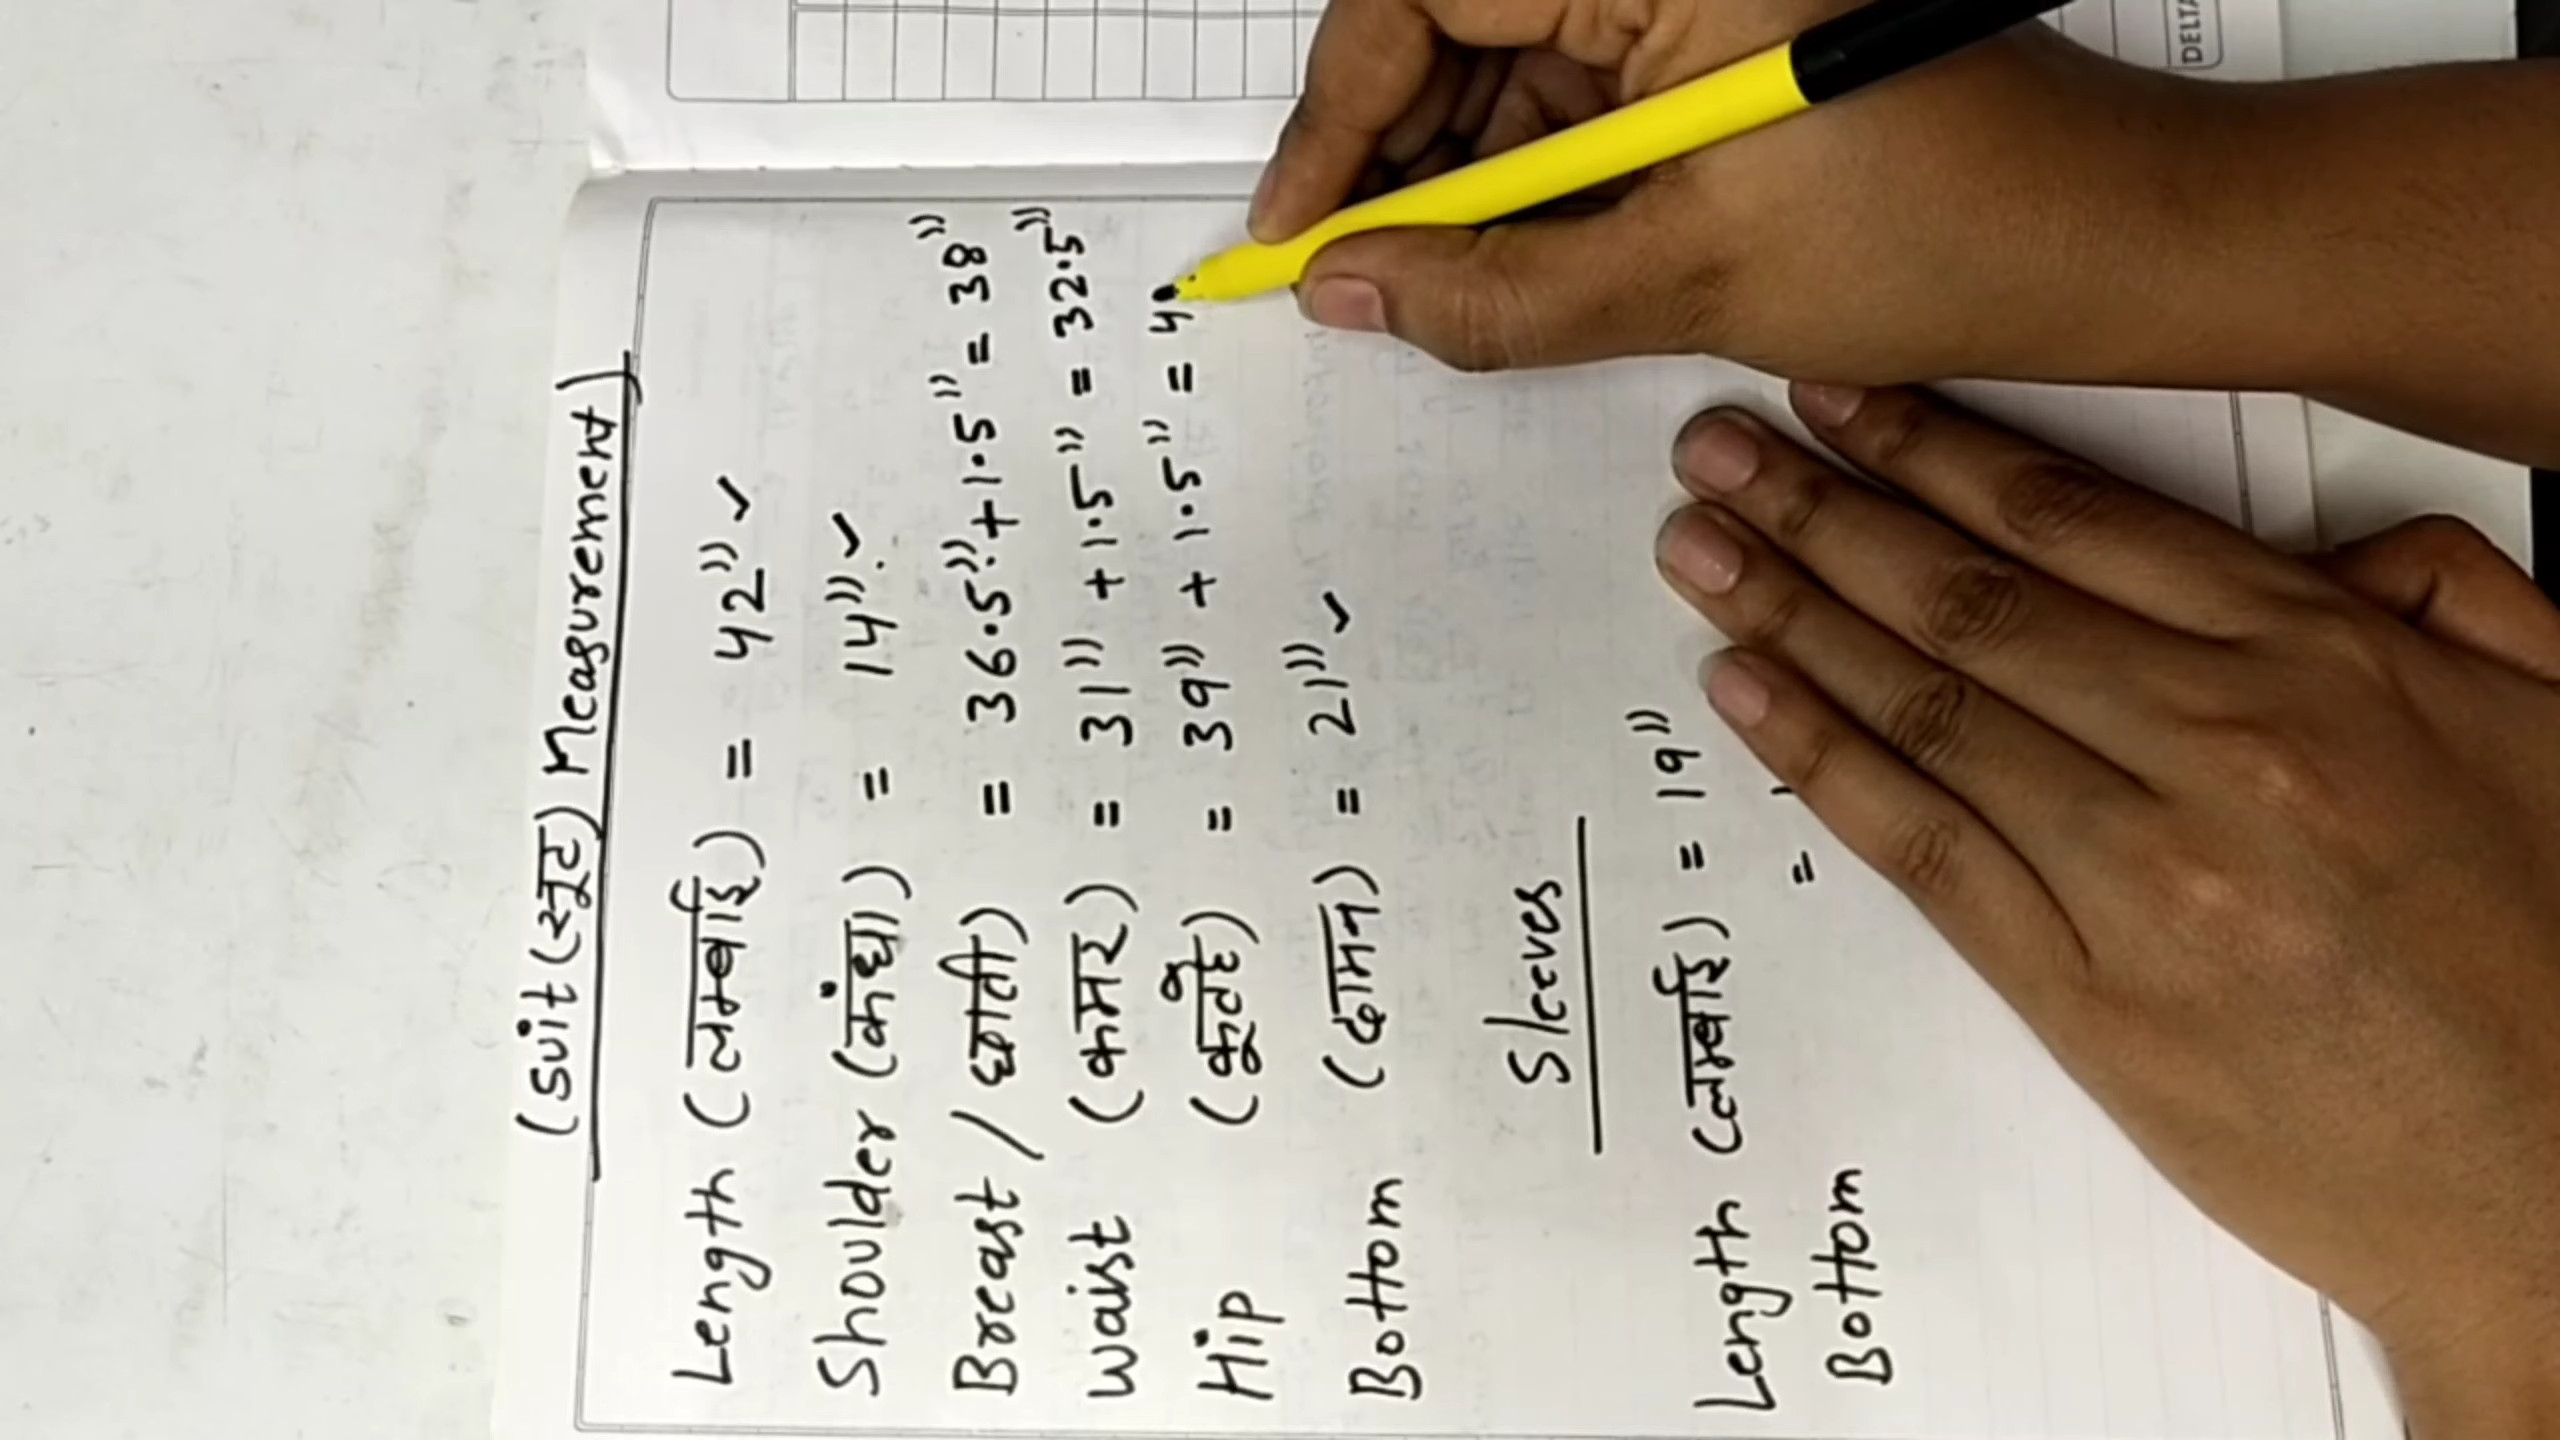 (Suit (सूट) Measurement)
Length (लम्बाई) = 42" ✓
Shoulder (कंधा) = 14". ✓
Breast / छाती) = 36.5" + 1.5" = 38"
Waist (कमर) = 31" + 1.5" = 32.5"
Hip (कूल्हे) = 39" + 1.5" = 4
Bottom (दामन) = 21" ✓
Sleeves
Length (लम्बाई) = 19"
Bottom =
DELTA